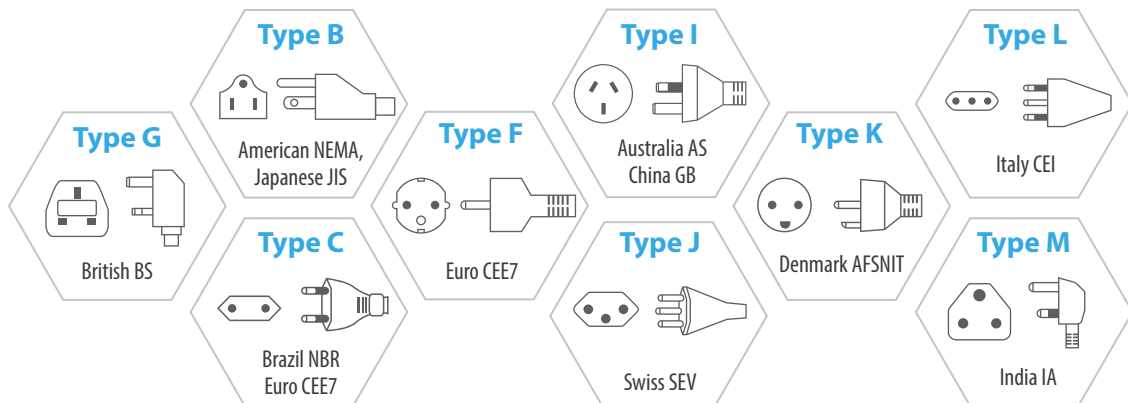 Type G
British BS
Type B
American NEMA,
Japanese JIS
Type C
Brazil NBR
Euro CEE7
Type F
Euro CEE7
Type I
Australia AS
China GB
Type J
Swiss SEV
Type K
Denmark AFSNIT
Type L
Italy CEI
Type M
India IA